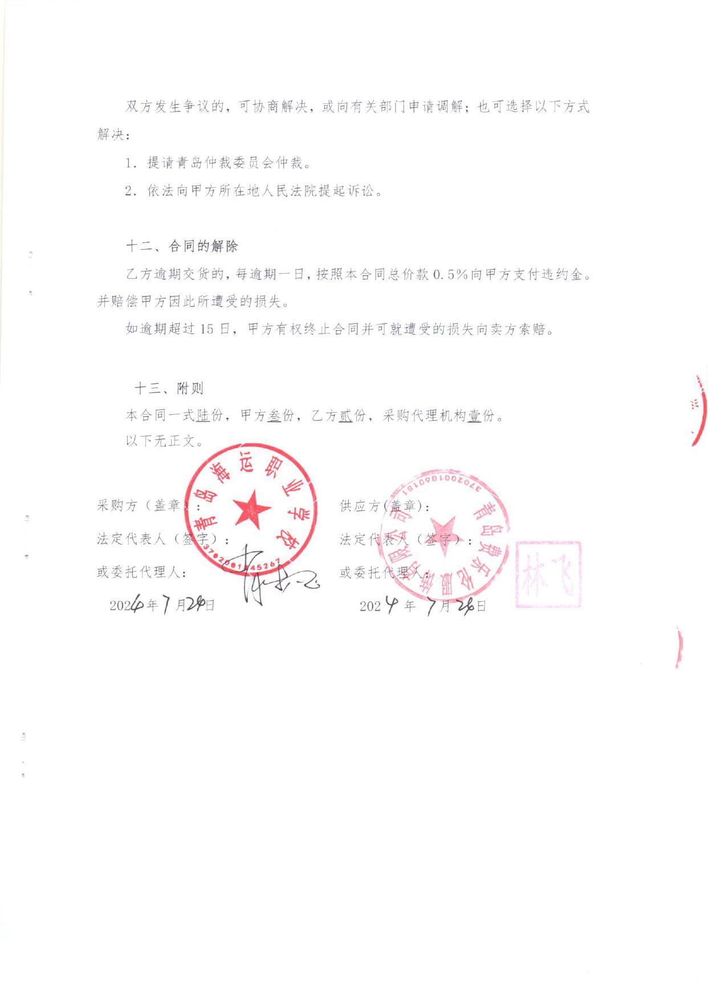 双方发生争议的，可协商解决，或向有关部门申请调解；也可选择以下方式
解决：
1. 提请青岛仲裁委员会仲裁。
2. 依法向甲方所在地人民法院提起诉讼。
十二、合同的解除
乙方逾期交货的，每逾期一日，按照本合同总价款 0.5%向甲方支付违约金。
并赔偿甲方因此所遭受的损失。
如逾期超过 15 日，甲方有权终止合同并可就遭受的损失向卖方索赔。
十三、附则
本合同一式陆份，甲方叁份，乙方贰份，采购代理机构壹份。
以下无正文。
采购方（盖章）：
法定代表人（签字）：
或委托代理人：
2024年7月日
青岛海运职业学校
供应方(盖章)：
法定代表人（签字）：
或委托代理人：
2024年7月日
青岛费尔伦服饰有限公司
3702001860181
林飞